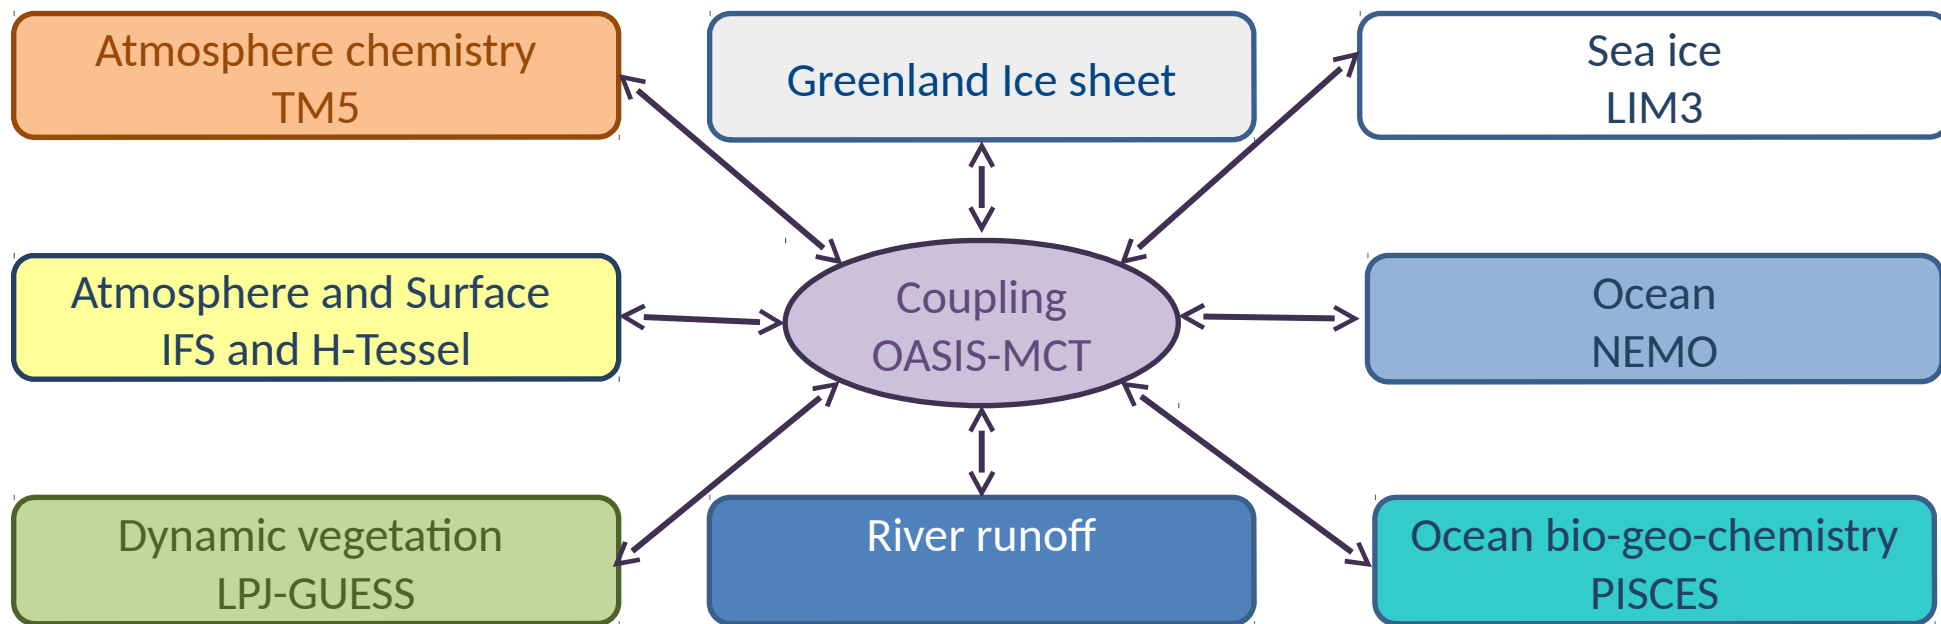 Atmosphere chemistry
TM5
Greenland Ice sheet
Sea ice
LIM3
Atmosphere and Surface
IFS and H-Tessel
Coupling
OASIS-MCT
Ocean
NEMO
Dynamic vegetation
LPJ-GUESS
River runoff
Ocean bio-geo-chemistry
PISCES